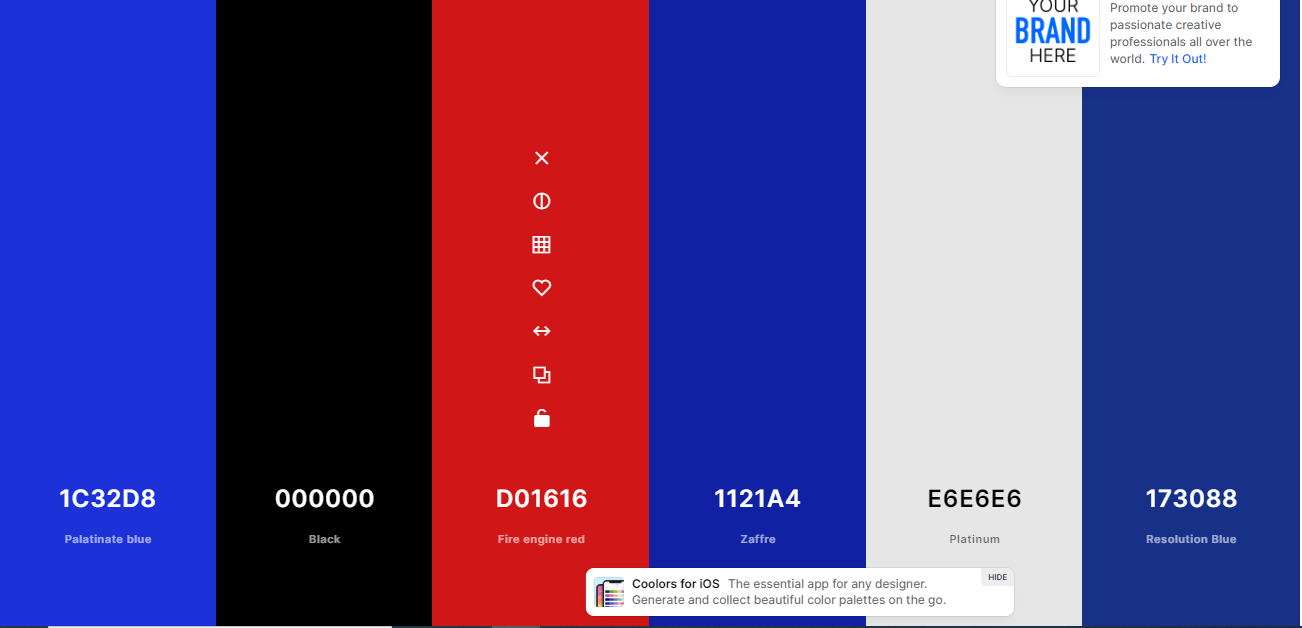 YOUR
BRAND
HERE
Promote your brand to
passionate creative
professionals all over the
world. Try It Out!
1C32D8
Palatinate blue
000000
Black
D01616
Fire engine red
1121A4
Zaffre
E6E6E6
Platinum
173088
Resolution Blue
Coolors for iOS The essential app for any designer.
Generate and collect beautiful color palettes on the go.
HIDE